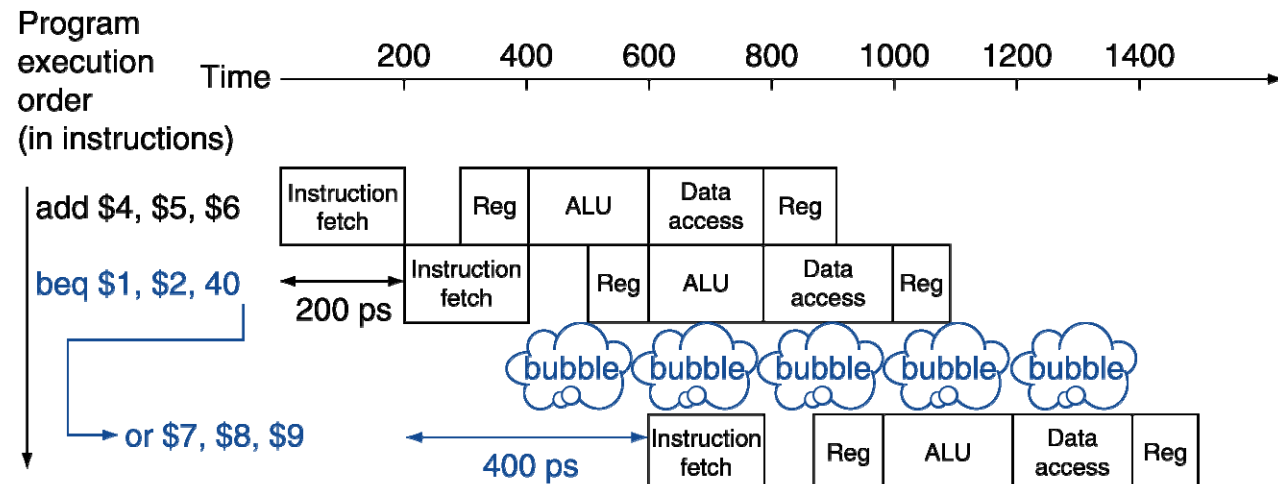 Program
execution
order
(in instructions)
Time
200 400 600 800 1000 1200 1400
add $4, $5, $6
Instruction
fetch
Reg
ALU
Data
access
Reg
beq $1, $2, 40
200 ps
Instruction
fetch
Reg
ALU
Data
access
Reg
bubble bubble bubble bubble bubble
or $7, $8, $9
400 ps
Instruction
fetch
Reg
ALU
Data
access
Reg